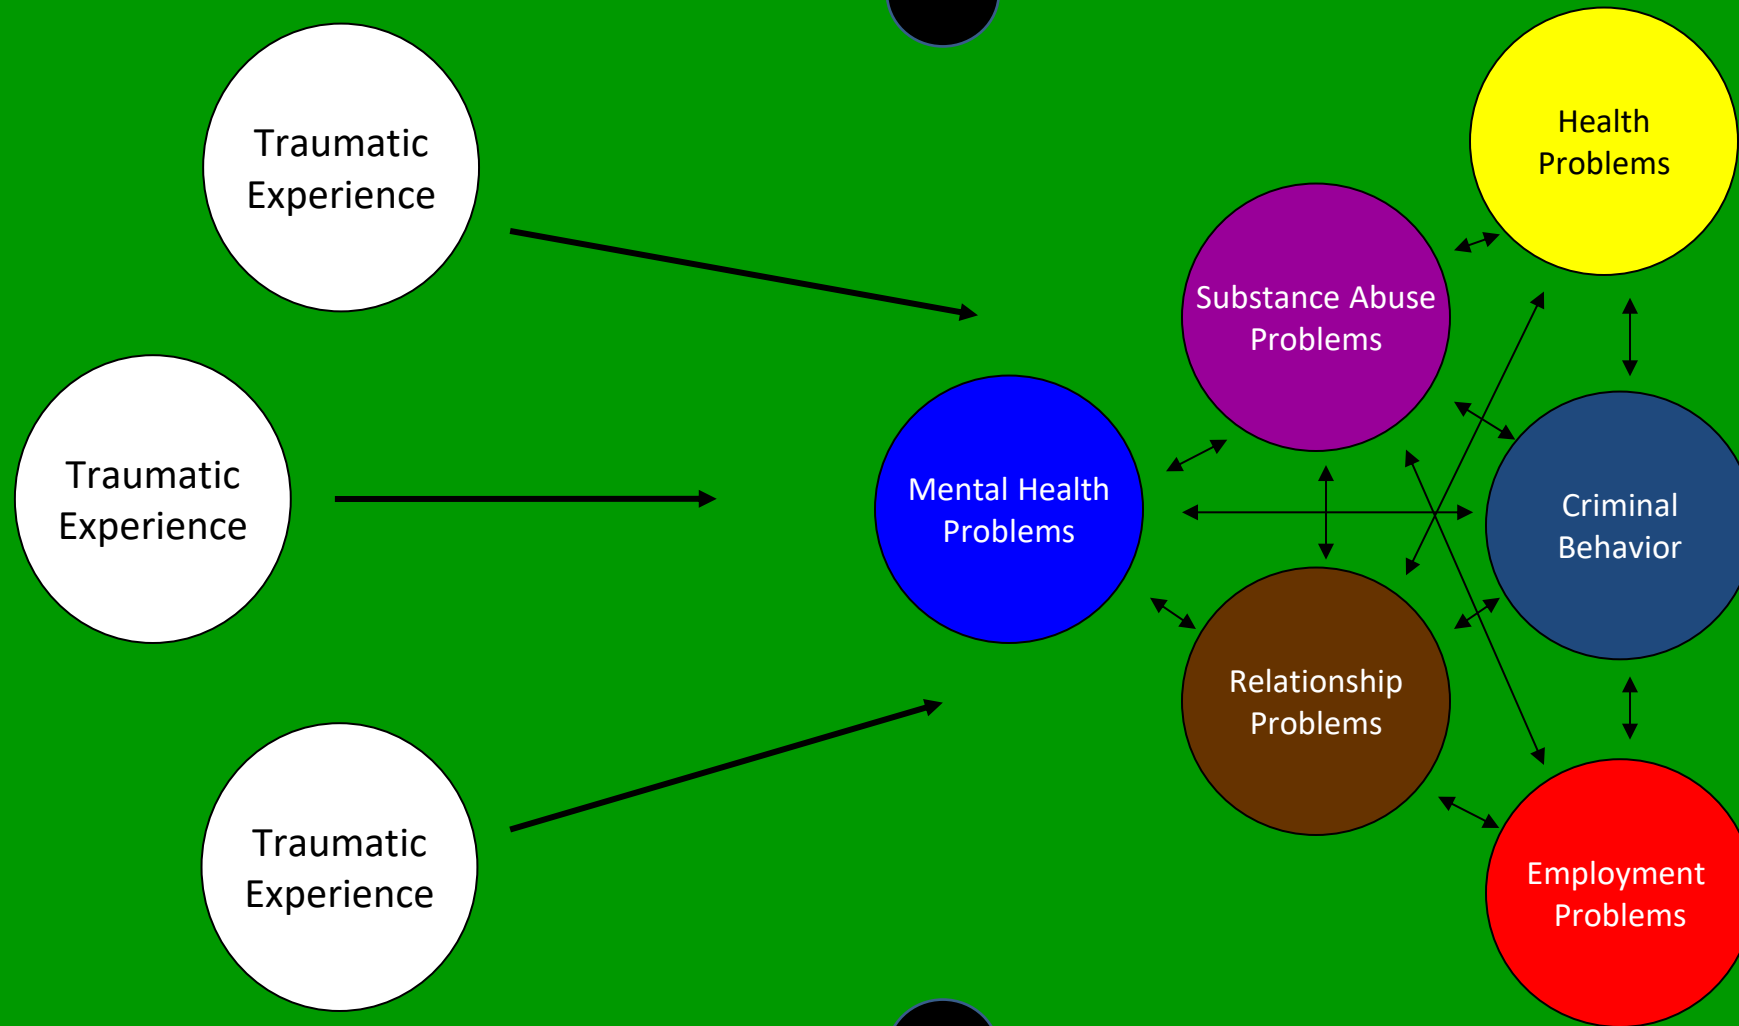 Traumatic
Experience
Traumatic
Experience
Traumatic
Experience
Mental Health
Problems
Substance Abuse
Problems
Relationship
Problems
Health
Problems
Criminal
Behavior
Employment
Problems